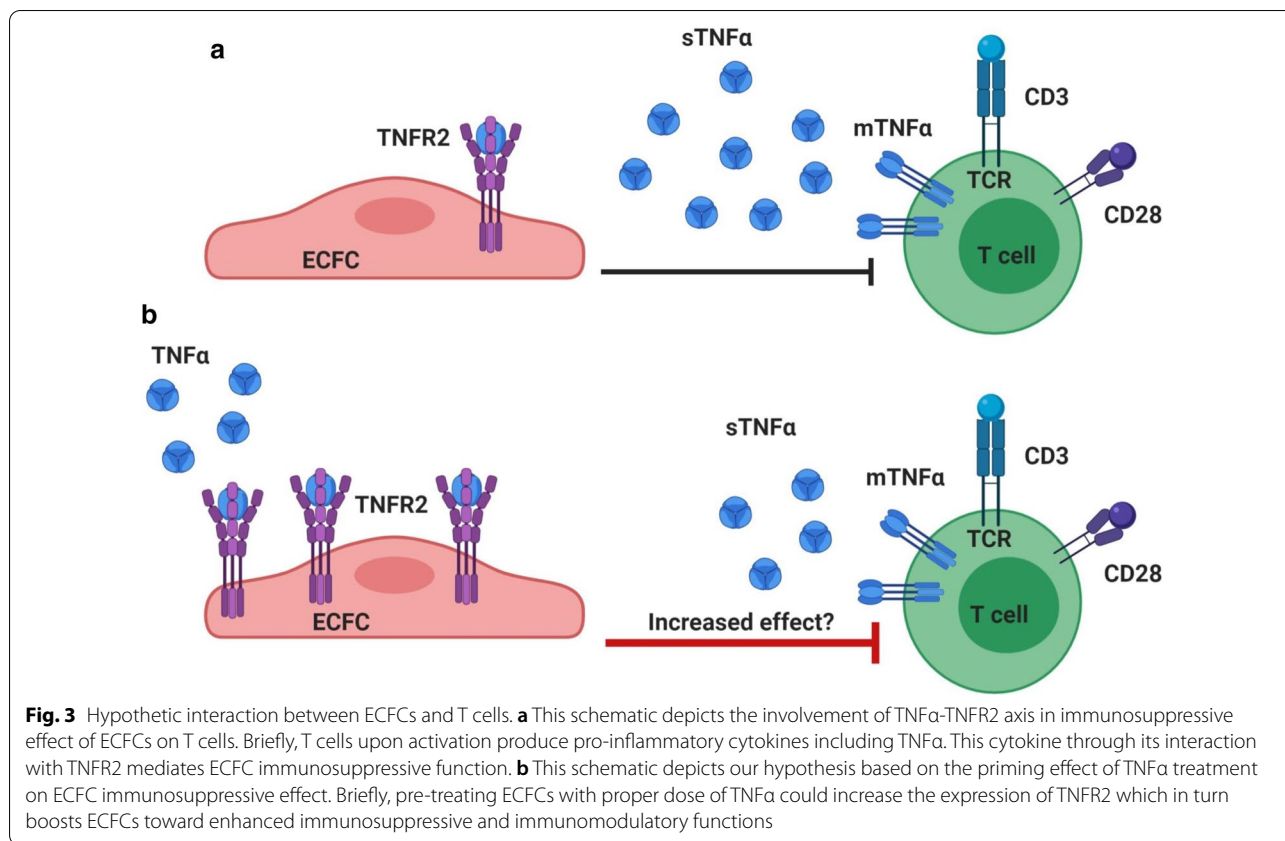 a
sTNFα
CD3
TNFR2
mTNFα
TCR
CD28
T cell
ECFC
b
TNFα
sTNFα
CD3
mTNFα
TNFR2
TCR
CD28
T cell
ECFC
Increased effect?
Fig. 3 Hypothetic interaction between ECFCs and T cells. a This schematic depicts the involvement of TNFα-TNFR2 axis in immunosuppressive
effect of ECFCs on T cells. Briefly, T cells upon activation produce pro-inflammatory cytokines including TNFα. This cytokine through its interaction
with TNFR2 mediates ECFC immunosuppressive function. b This schematic depicts our hypothesis based on the priming effect of TNFα treatment
on ECFC immunosuppressive effect. Briefly, pre-treating ECFCs with proper dose of TNFα could increase the expression of TNFR2 which in turn
boosts ECFCs toward enhanced immunosuppressive and immunomodulatory functions